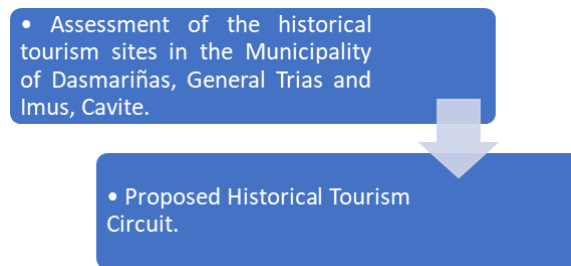 • Assessment of the historical
tourism sites in the Municipality
of Dasmariñas, General Trias and
Imus, Cavite.
• Proposed Historical Tourism
Circuit.